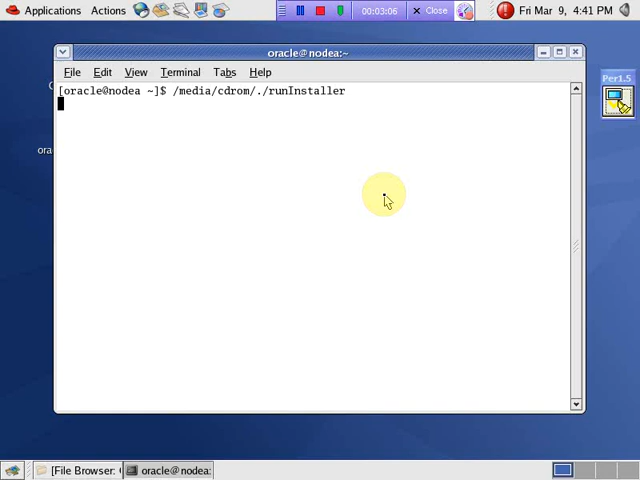 Applications Actions 00:03:06 Close Fri Mar 9, 4:41 PM
oracle@nodea:~
File Edit View Terminal Tabs Help
Per1.5
[oracle@nodea ~]$ /media/cdrom/./runInstaller
ora
[File Browser: oracle@nodea: